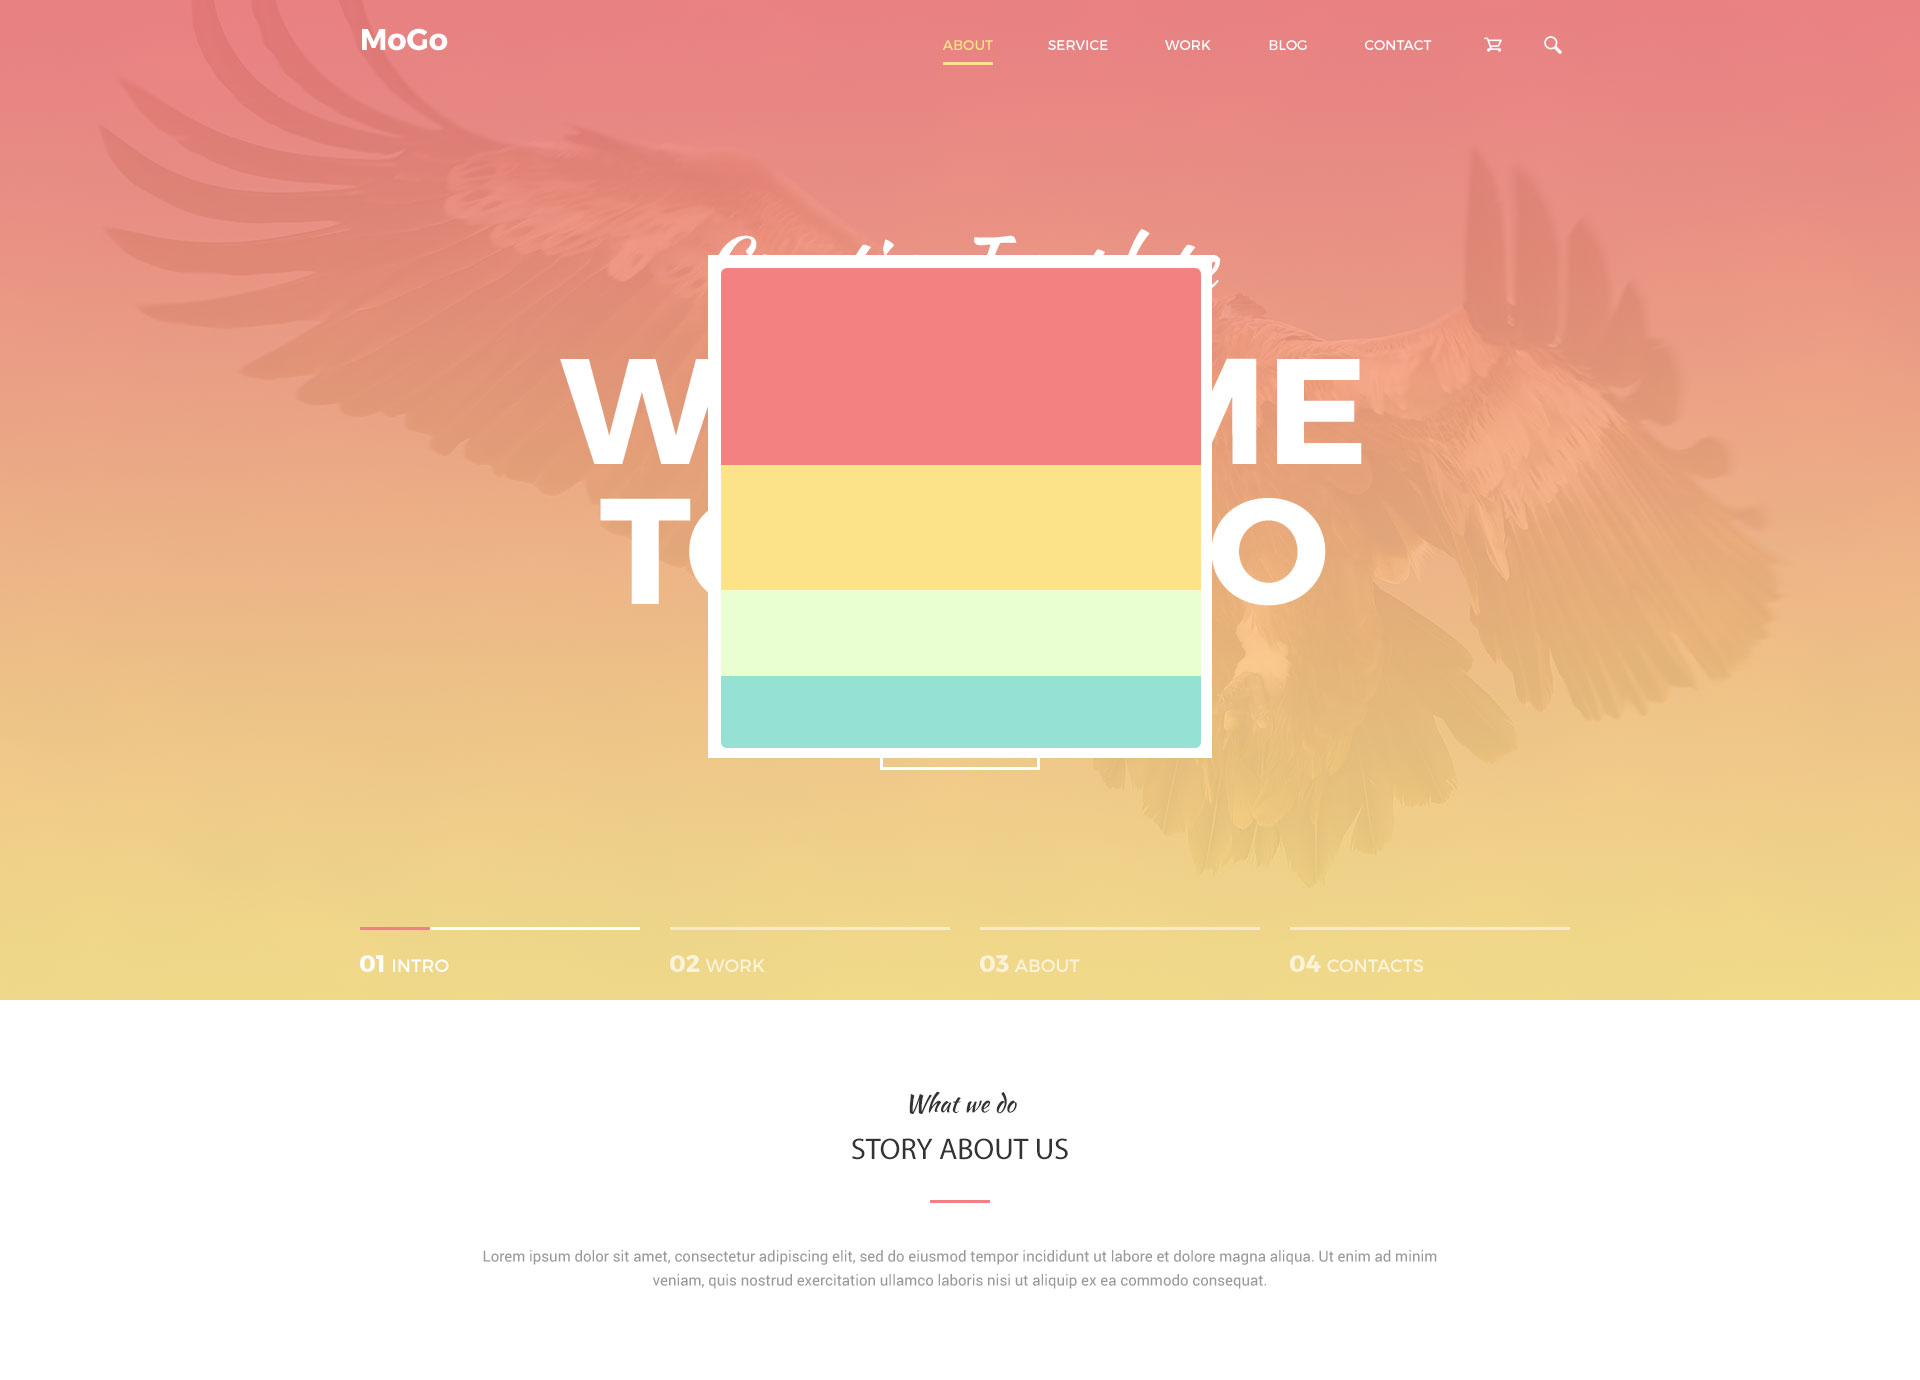 MoGo
ABOUT SERVICE WORK BLOG CONTACT
ME
01 INTRO
02 WORK
03 ABOUT
04 CONTACTS
What we do
STORY ABOUT US
Lorem ipsum dolor sit amet, consectetur adipiscing elit, sed do eiusmod tempor incididunt ut labore et dolore magna aliqua. Ut enim ad minim
veniam, quis nostrud exercitation ullamco laboris nisi ut aliquip ex ea commodo consequat.